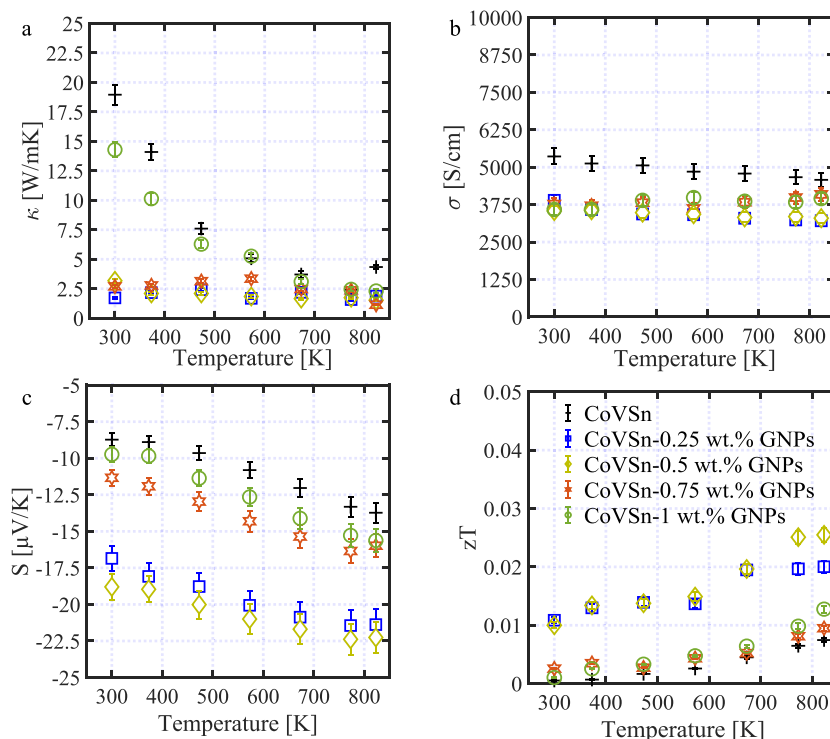 a
25
22.5
20
17.5
15
12.5
10
7.5
5
2.5
0
κ [W/mK]
300 400 500 600 700 800
Temperature [K]
b
10000
8750
7500
6250
5000
3750
2500
1250
0
σ [S/cm]
300 400 500 600 700 800
Temperature [K]
c
-5
-7.5
-10
-12.5
-15
-17.5
-20
-22.5
-25
S [µV/K]
300 400 500 600 700 800
Temperature [K]
d
0.05
0.04
0.03
0.02
0.01
0
zT
CoVSn
CoVSn-0.25 wt.% GNPs
CoVSn-0.5 wt.% GNPs
CoVSn-0.75 wt.% GNPs
CoVSn-1 wt.% GNPs
300 400 500 600 700 800
Temperature [K]